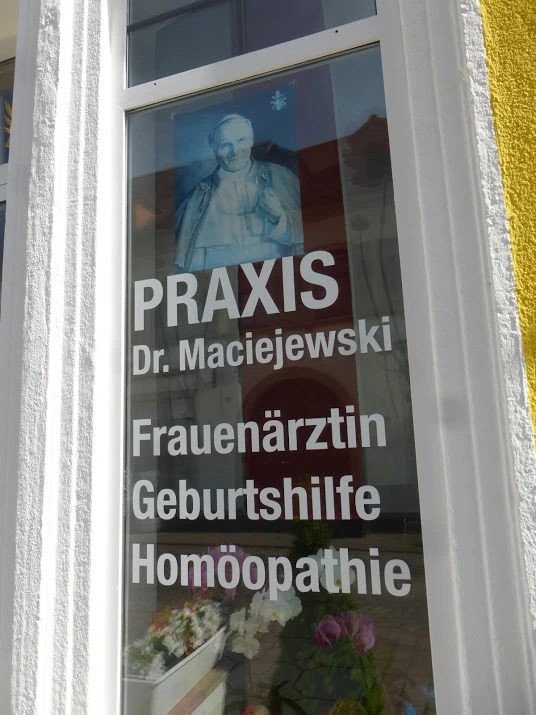 PRAXIS
Dr. Maciejewski
Frauenärztin
Geburtshilfe
Homöopathie